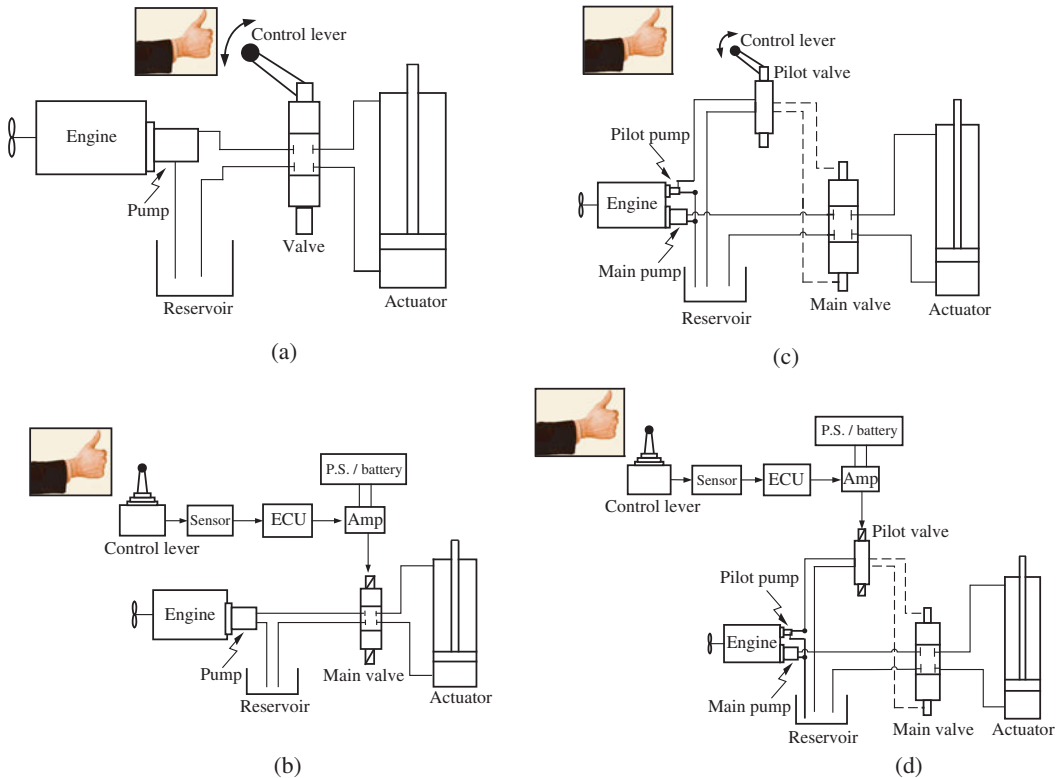 Control lever
Engine
Pump
Valve
Reservoir
Actuator
(a)
Control lever
Pilot valve
Pilot pump
Engine
Main pump
Main valve
Reservoir
Actuator
(c)
P.S. / battery
Sensor
ECU
Amp
Control lever
Engine
Pump
Main valve
Reservoir
Actuator
(b)
P.S. / battery
Sensor
ECU
Amp
Control lever
Pilot valve
Pilot pump
Engine
Main pump
Main valve
Reservoir
Actuator
(d)